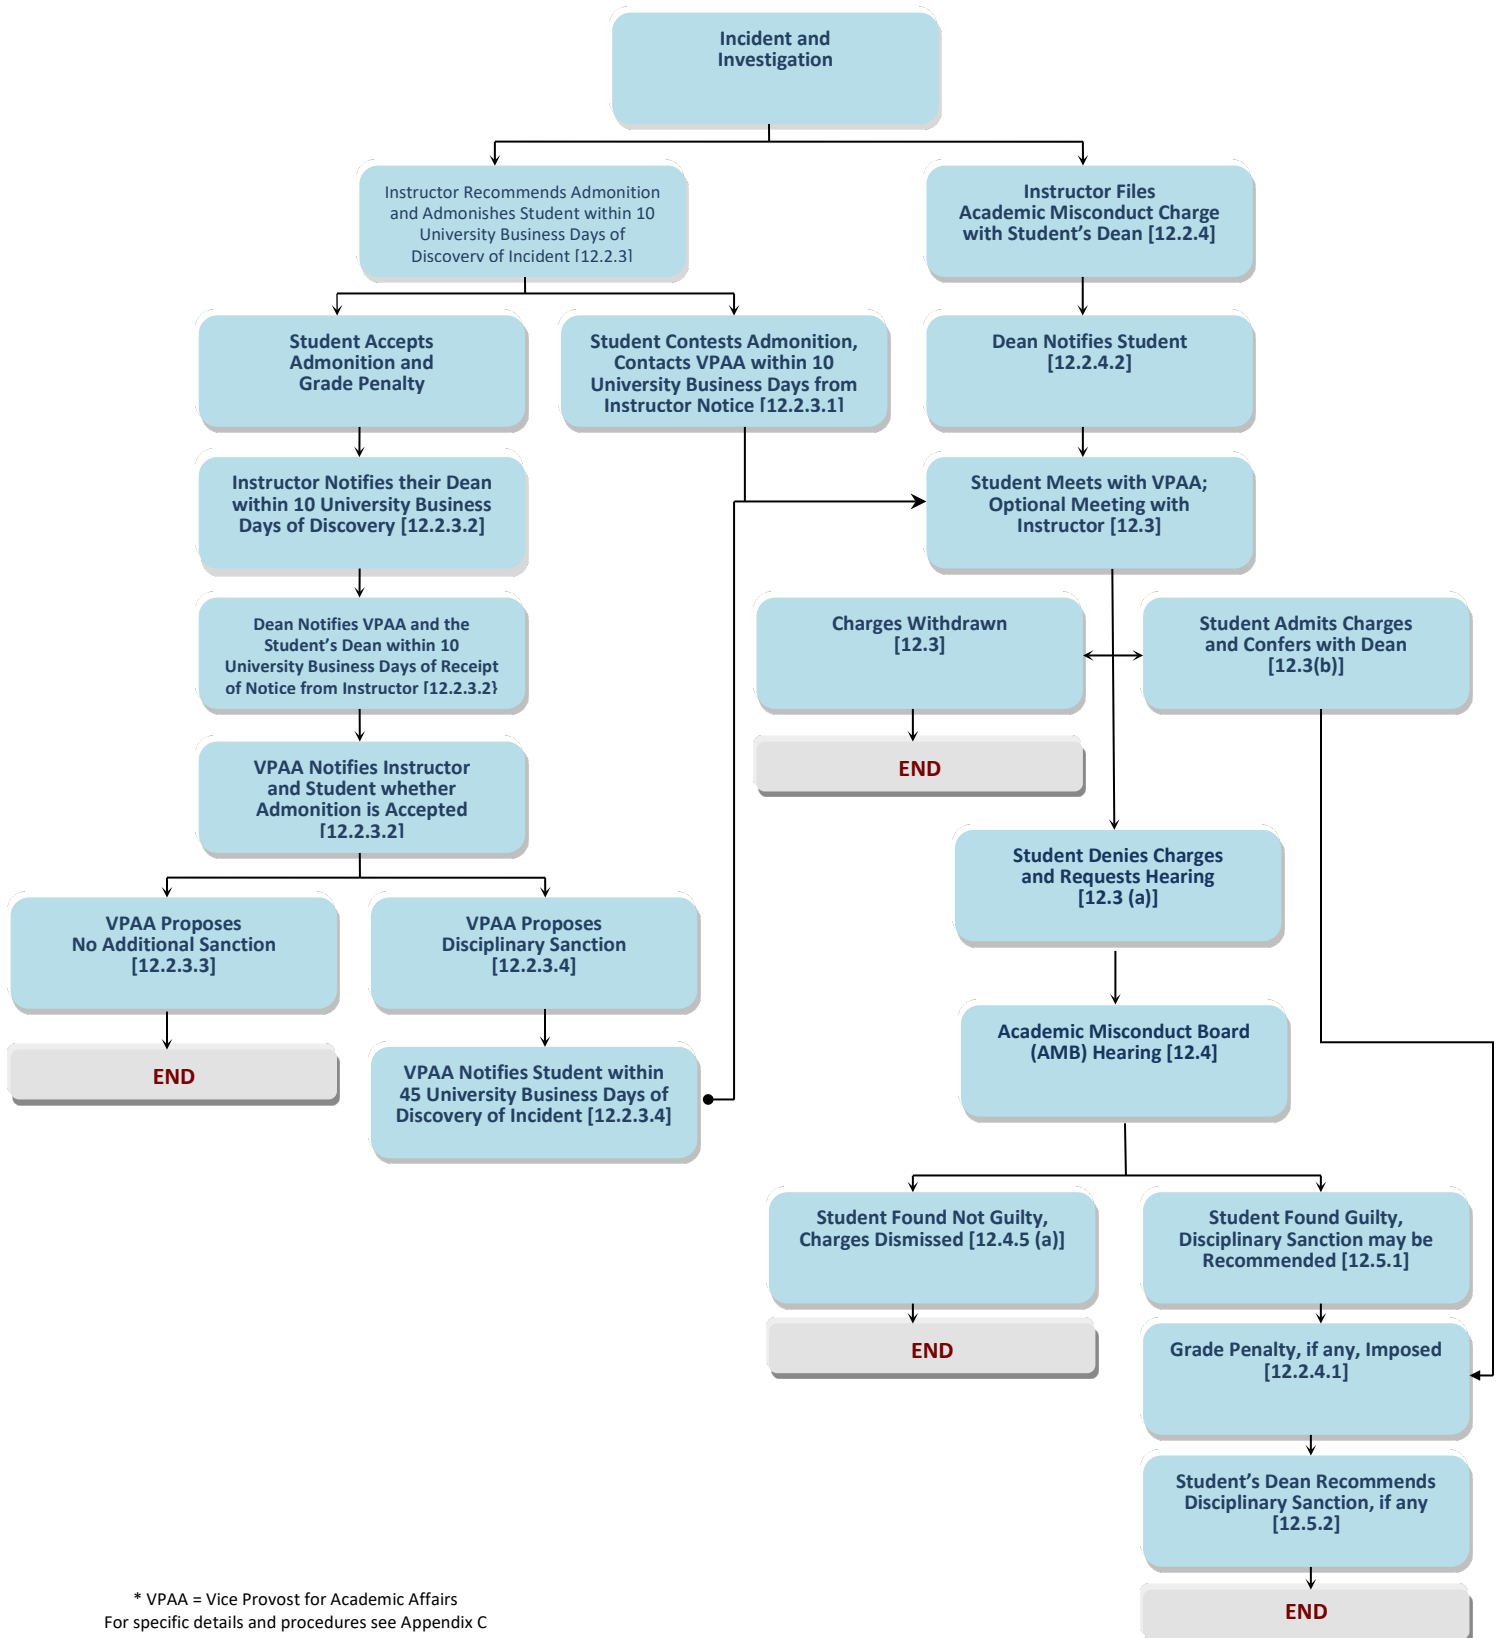 Incident and
Investigation
Instructor Recommends Admonition
and Admonishes Student within 10
University Business Days of
Discovery of Incident [12.2.3]
Instructor Files
Academic Misconduct Charge
with Student’s Dean [12.2.4]
Student Accepts
Admonition and
Grade Penalty
Student Contests Admonition,
Contacts VPAA within 10
University Business Days from
Instructor Notice [12.2.3.1]
Dean Notifies Student
[12.2.4.2]
Instructor Notifies their Dean
within 10 University Business
Days of Discovery [12.2.3.2]
Student Meets with VPAA;
Optional Meeting with
Instructor [12.3]
Dean Notifies VPAA and the
Student’s Dean within 10
University Business Days of Receipt
of Notice from Instructor [12.2.3.2}
Charges Withdrawn
[12.3]
Student Admits Charges
and Confers with Dean
[12.3(b)]
END
VPAA Notifies Instructor
and Student whether
Admonition is Accepted
[12.2.3.2]
Student Denies Charges
and Requests Hearing
[12.3 (a)]
VPAA Proposes
No Additional Sanction
[12.2.3.3]
VPAA Proposes
Disciplinary Sanction
[12.2.3.4]
END
VPAA Notifies Student within
45 University Business Days of
Discovery of Incident [12.2.3.4]
Academic Misconduct Board
(AMB) Hearing [12.4]
Student Found Not Guilty,
Charges Dismissed [12.4.5 (a)]
Student Found Guilty,
Disciplinary Sanction may be
Recommended [12.5.1]
END
Grade Penalty, if any, Imposed
[12.2.4.1]
Student’s Dean Recommends
Disciplinary Sanction, if any
[12.5.2]
END
* VPAA = Vice Provost for Academic Affairs
For specific details and procedures see Appendix C